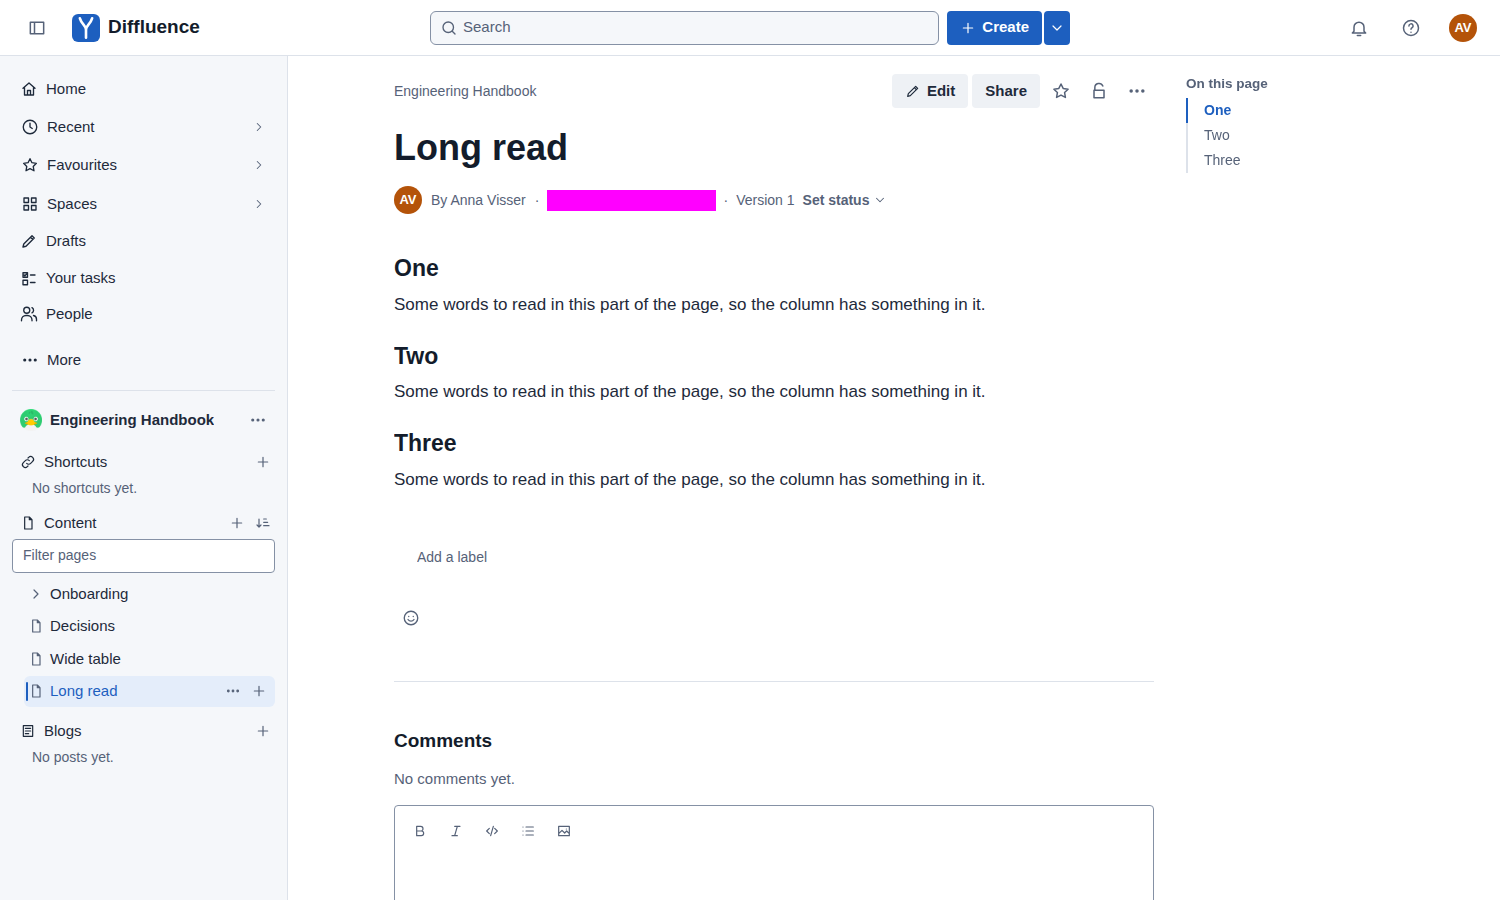 Diffluence
Search
Create
AV
Home
Recent
Favourites
Spaces
Drafts
Your tasks
People
More
Engineering Handbook
Shortcuts
No shortcuts yet.
Content
Filter pages
Onboarding
Decisions
Wide table
Long read
Blogs
No posts yet.
Engineering Handbook
Edit
Share
Long read
AV By Anna Visser · · Version 1 Set status
One
Some words to read in this part of the page, so the column has something in it.
Two
Some words to read in this part of the page, so the column has something in it.
Three
Some words to read in this part of the page, so the column has something in it.
Add a label
Comments
No comments yet.
On this page
One
Two
Three